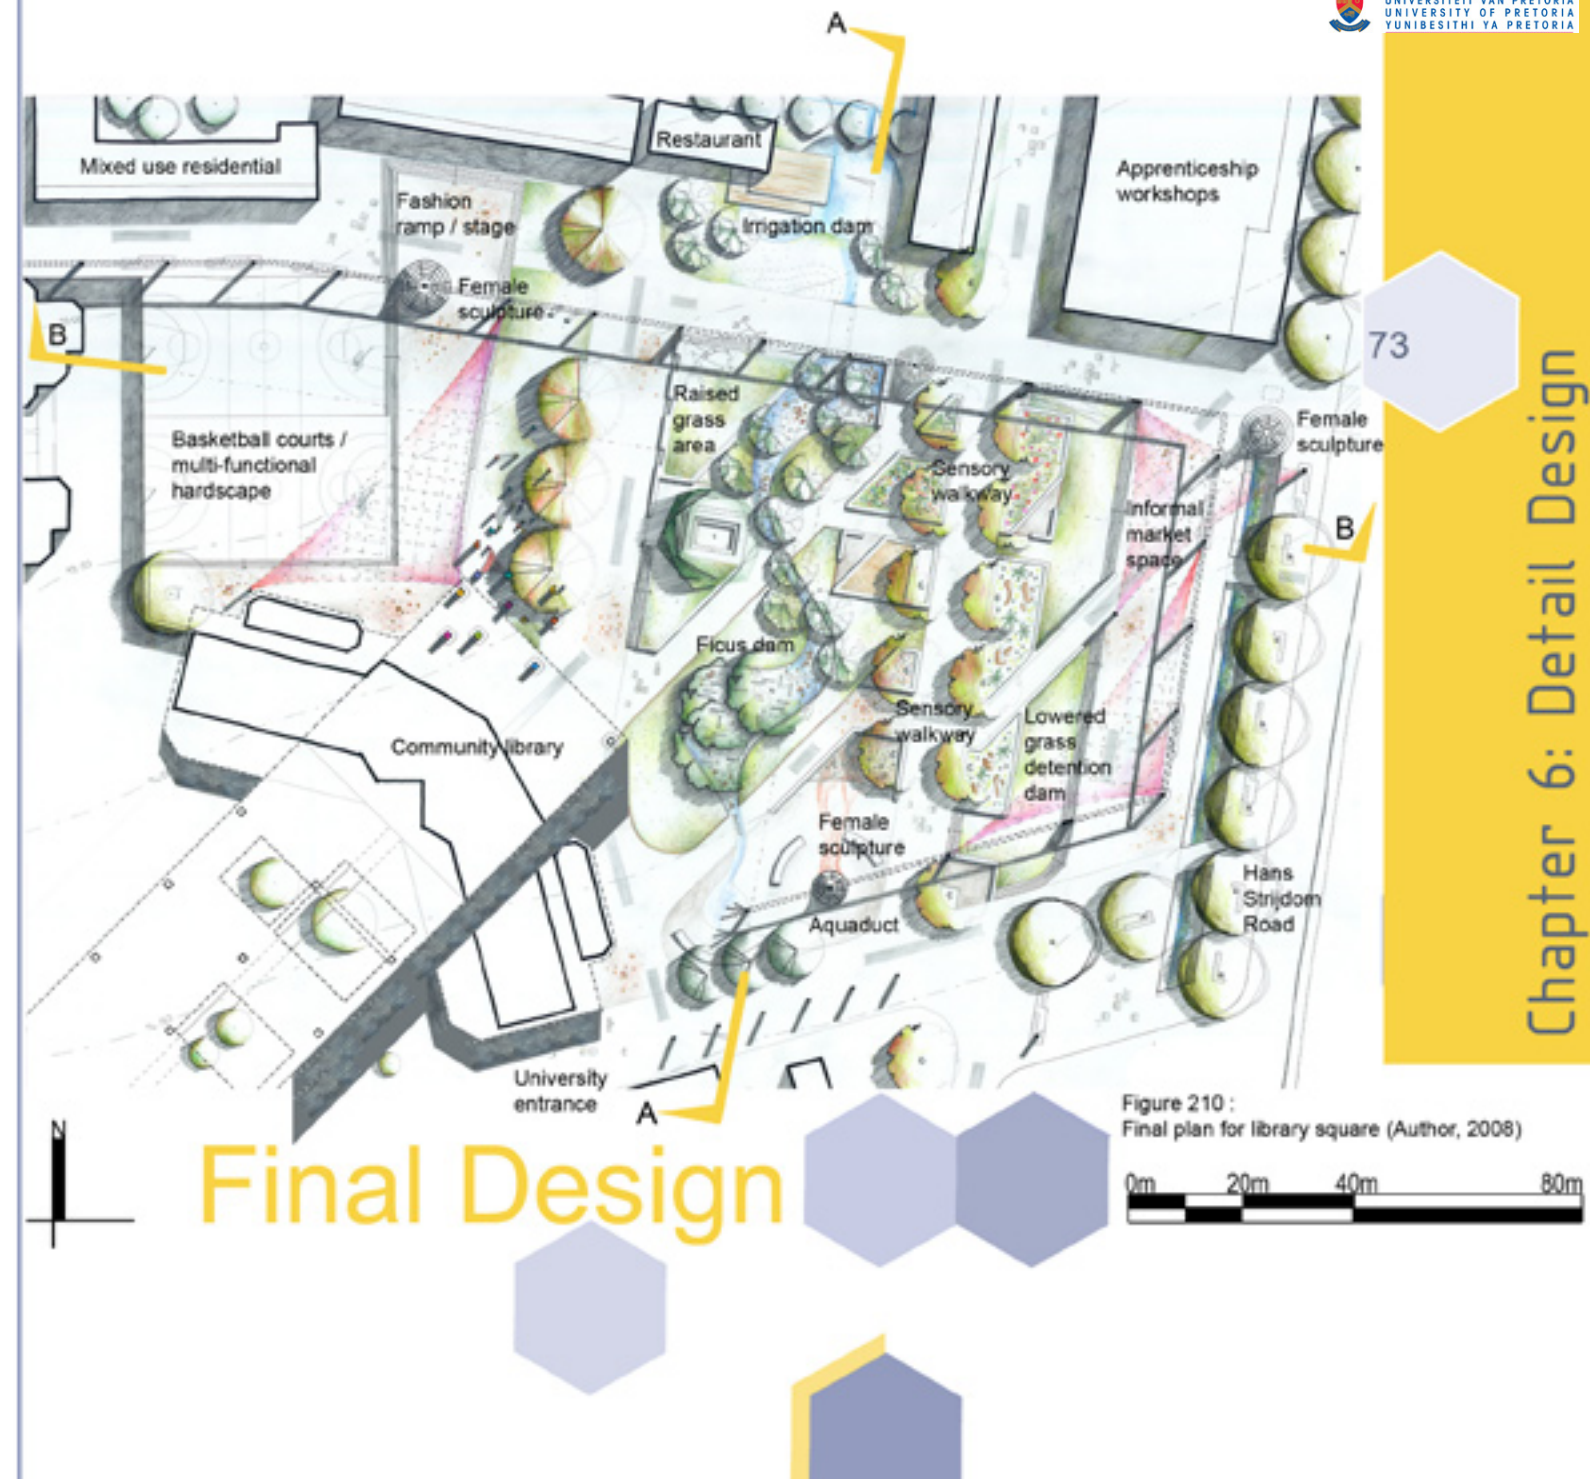 UNIVERSITEIT VAN PRETORIA
UNIVERSITY OF PRETORIA
YUNIBESITHI YA PRETORIA
A
Restaurant
Mixed use residential
Apprenticeship
workshops
Fashion
ramp / stage
Irrigation dam
Female
sculpture
B
73
Raised
grass
area
Female
sculpture
Basketball courts /
multi-functional
hardscape
Sensory
walkway
Informal
market
space
B
Ficus dam
Sensory
walkway
Lowered
grass
detention
dam
Community library
Female
sculpture
Hans
Strijdom
Road
Aquaduct
University
entrance
A
Chapter 6: Detail Design
N
Final Design
Figure 210 :
Final plan for library square (Author, 2008)
0m 20m 40m 80m